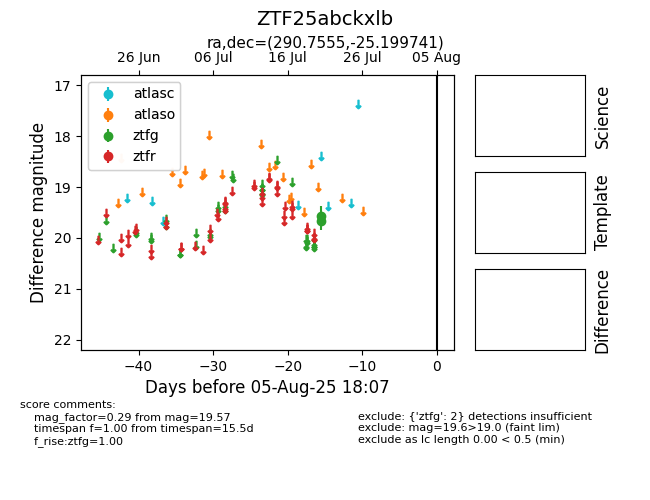 ZTF25abckxlb
ra,dec=(290.7555,-25.199741)
26 Jun 06 Jul 16 Jul 26 Jul 05 Aug
atlasc
atlaso
ztfg
ztfr
17
18
19
20
21
22
Difference magnitude
−40 −30 −20 −10 0
Days before 05-Aug-25 18:07
Science
Template
Difference
score comments:
mag_factor=0.29 from mag=19.57
timespan f=1.00 from timespan=15.5d
f_rise:ztfg=1.00
exclude: {'ztfg': 2} detections insufficient
exclude: mag=19.6>19.0 (faint lim)
exclude as lc length 0.00 < 0.5 (min)